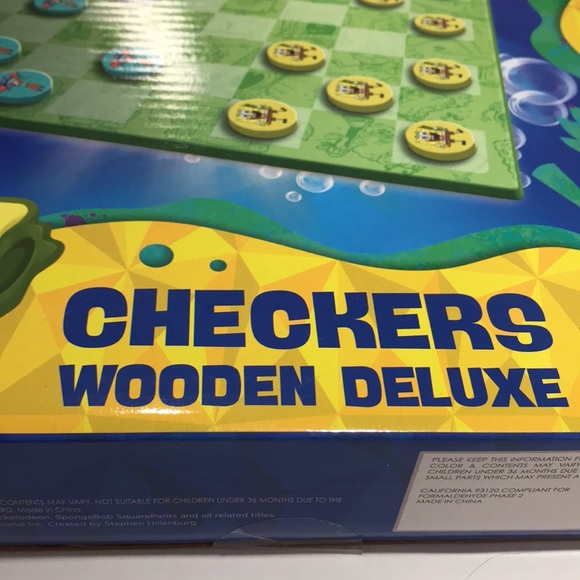 CHECKERS
WOODEN DELUXE
CONTENTS MAY VARY. NOT SUITABLE FOR CHILDREN UNDER 36 MONTHS DUE TO THE
Made in China.
SpongeBob SquarePants and all related titles,
Inc. Created by Stephen Hillenburg.
PLEASE KEEP THIS INFORMATION
COLOR & CONTENTS MAY VARY
CHILDREN UNDER 36 MONTHS DUE
SMALL PARTS WHICH MAY PRESENT A
CALIFORNIA 93120 COMPLIANT FOR
FORMALDEHYDE PHASE 2
MADE IN CHINA